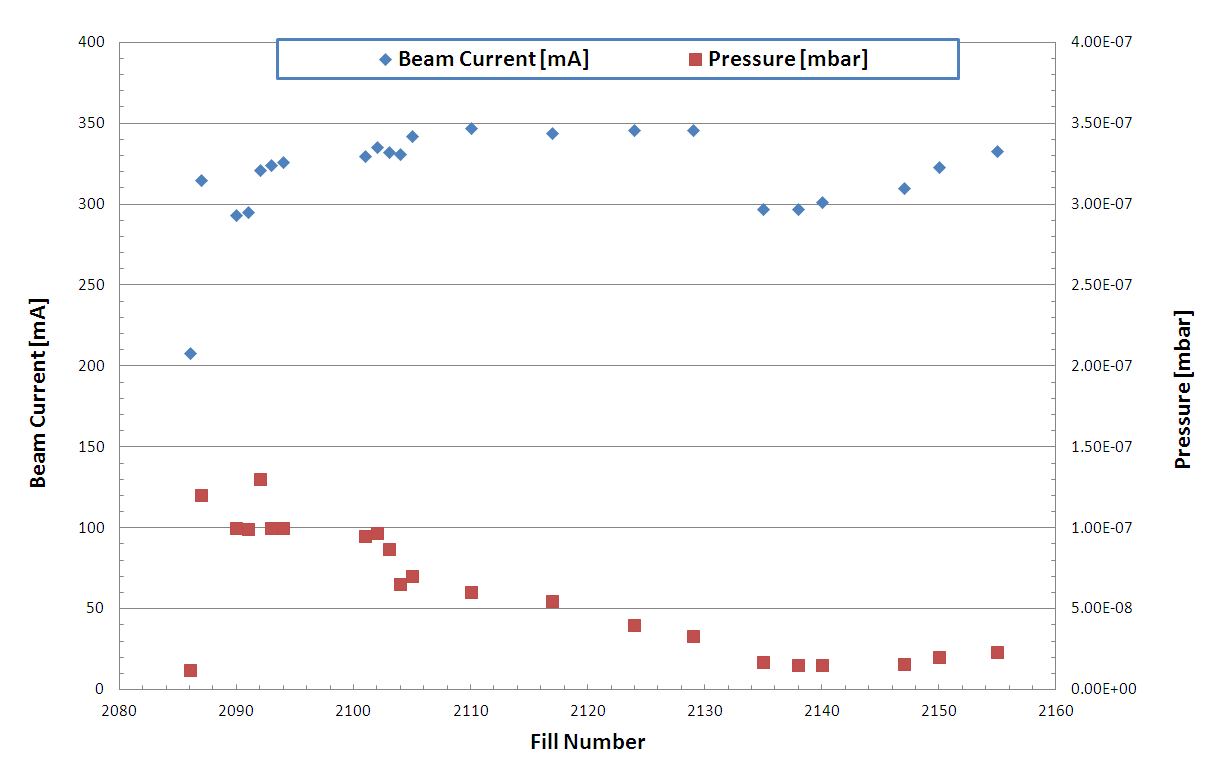 Beam Current [mA] Pressure [mbar]
400 4.00E-07
350 3.50E-07
300 3.00E-07
250 2.50E-07
200 2.00E-07
150 1.50E-07
100 1.00E-07
50 5.00E-08
0 0.00E+00
Beam Current [mA]
Pressure [mbar]
2080 2090 2100 2110 2120 2130 2140 2150 2160
Fill Number